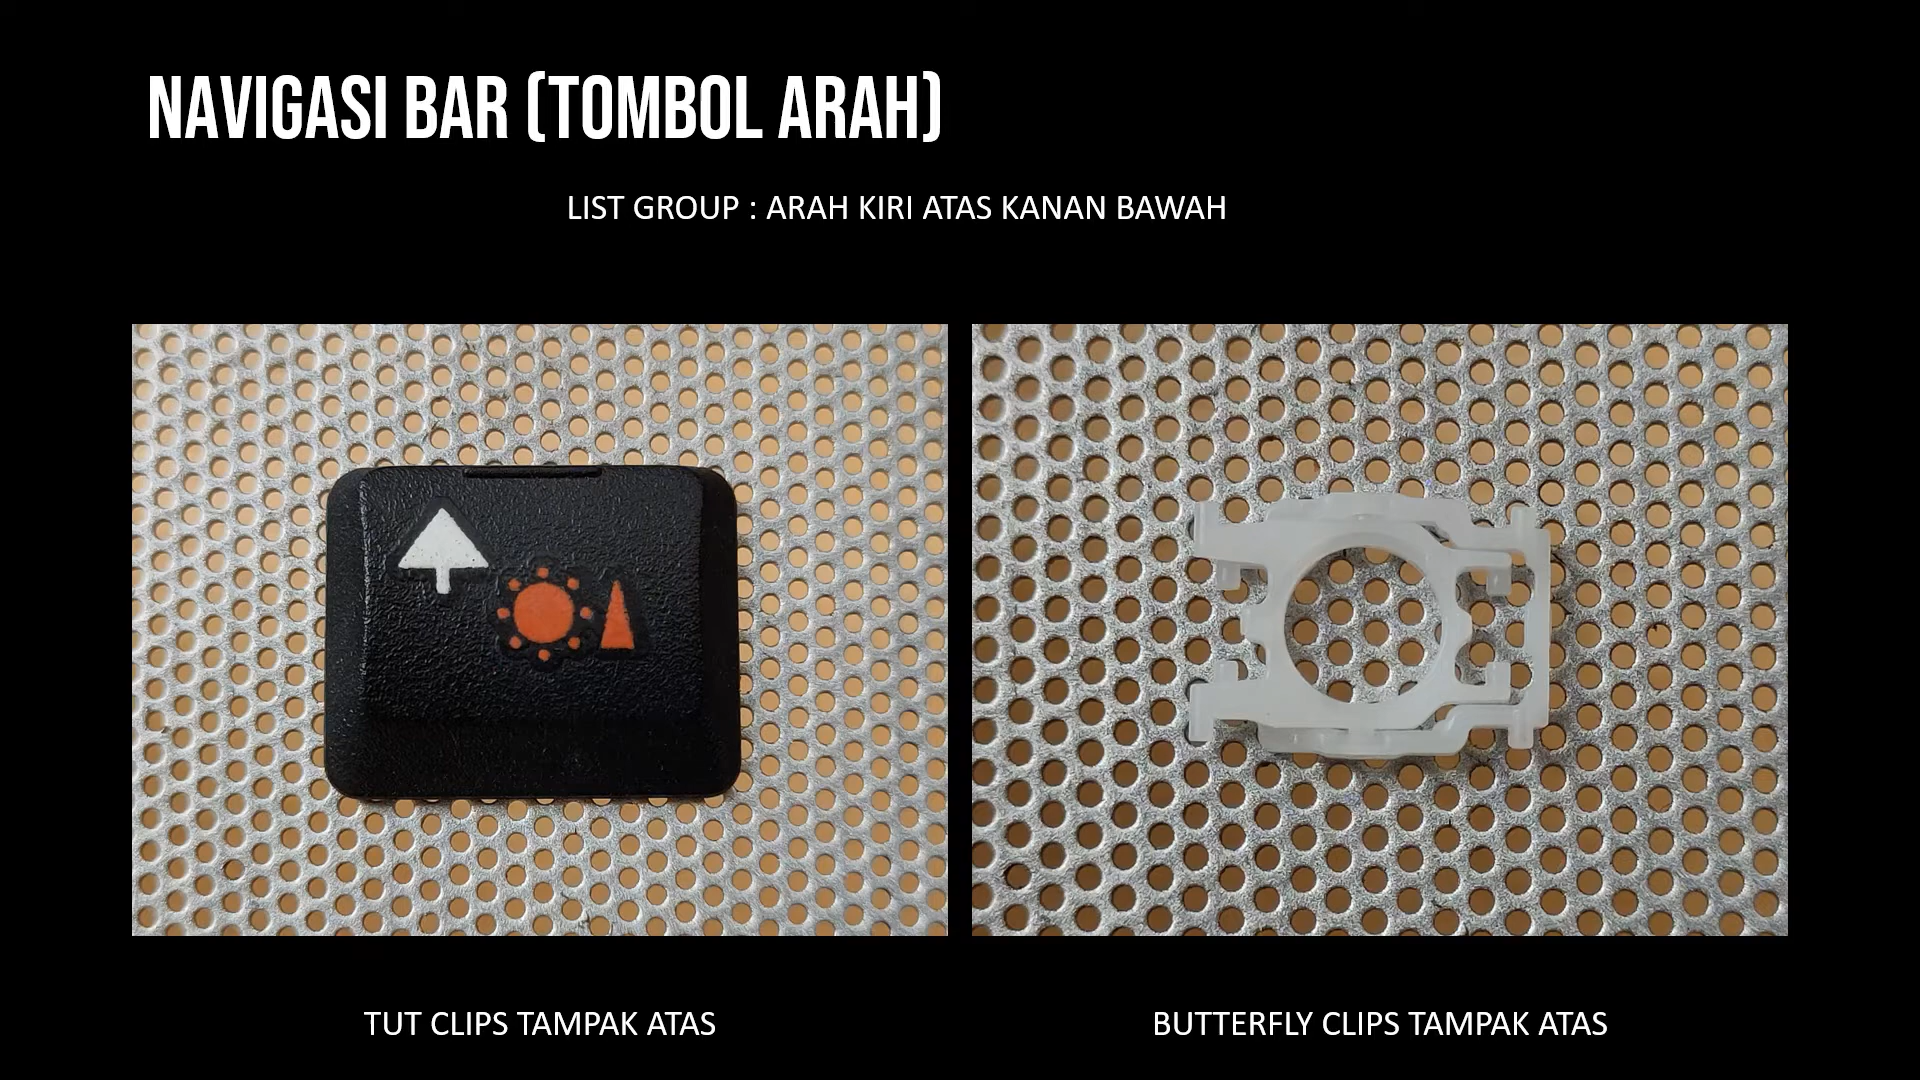 NAVIGASI BAR (TOMBOL ARAH)
LIST GROUP : ARAH KIRI ATAS KANAN BAWAH
TUT CLIPS TAMPAK ATAS
BUTTERFLY CLIPS TAMPAK ATAS